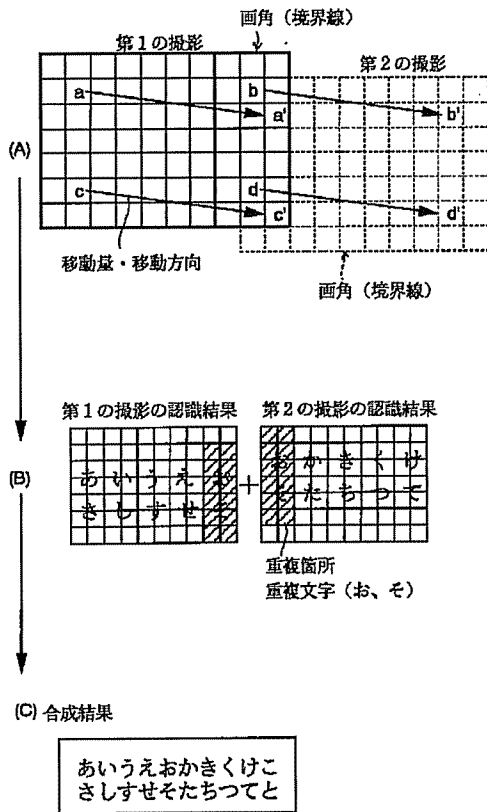 画角（境界線）
第１の撮影
第２の撮影
a
b
a'
b'
(A)
c
d
c'
d'
移動量・移動方向
画角（境界線）
第１の撮影の認識結果
第２の撮影の認識結果
(B)
あいうえお
さしすせ
+
おかきくけ
たちつて
重複箇所
重複文字（お、そ）
(C) 合成結果
あいうえおかきくけこ
さしすせそたちつてと